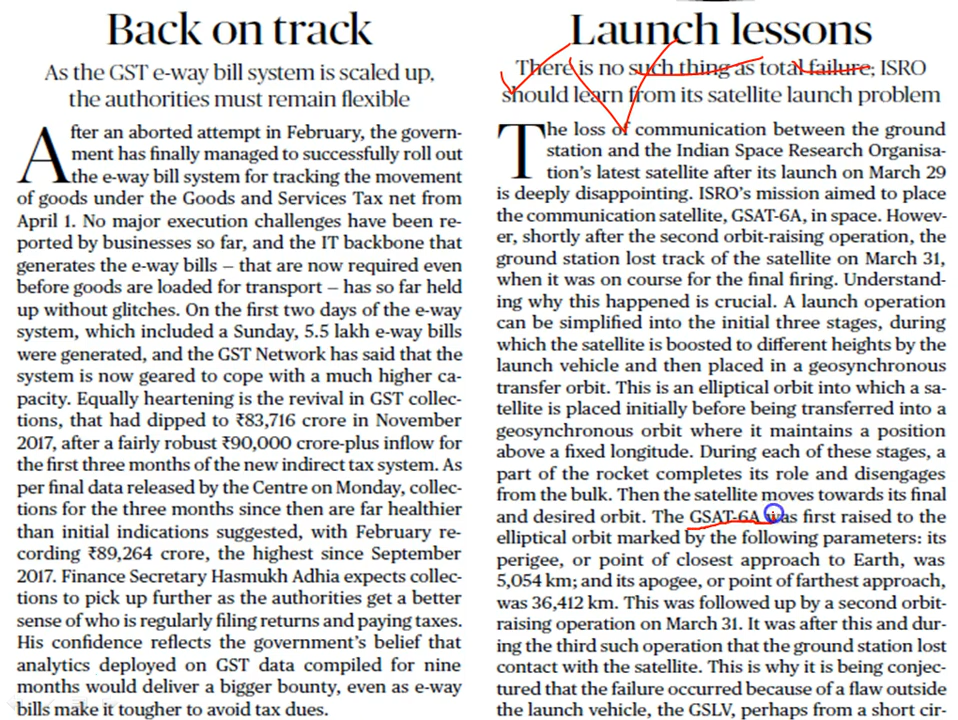 Back on track
As the GST e-way bill system is scaled up,
the authorities must remain flexible
After an aborted attempt in February, the govern-
ment has finally managed to successfully roll out
the e-way bill system for tracking the movement
of goods under the Goods and Services Tax net from
April 1. No major execution challenges have been re-
ported by businesses so far, and the IT backbone that
generates the e-way bills – that are now required even
before goods are loaded for transport – has so far held
up without glitches. On the first two days of the e-way
system, which included a Sunday, 5.5 lakh e-way bills
were generated, and the GST Network has said that the
system is now geared to cope with a much higher ca-
pacity. Equally heartening is the revival in GST collec-
tions, that had dipped to ₹83,716 crore in November
2017, after a fairly robust ₹90,000 crore-plus inflow for
the first three months of the new indirect tax system. As
per final data released by the Centre on Monday, collec-
tions for the three months since then are far healthier
than initial indications suggested, with February re-
cording ₹89,264 crore, the highest since September
2017. Finance Secretary Hasmukh Adhia expects collec-
tions to pick up further as the authorities get a better
sense of who is regularly filing returns and paying taxes.
His confidence reflects the government's belief that
analytics deployed on GST data compiled for nine
months would deliver a bigger bounty, even as e-way
bills make it tougher to avoid tax dues.
Launch lessons
There is no such thing as total failure; ISRO
should learn from its satellite launch problem
The loss of communication between the ground
station and the Indian Space Research Organisa-
tion's latest satellite after its launch on March 29
is deeply disappointing. ISRO's mission aimed to place
the communication satellite, GSAT-6A, in space. Howev-
er, shortly after the second orbit-raising operation, the
ground station lost track of the satellite on March 31,
when it was on course for the final firing. Understand-
ing why this happened is crucial. A launch operation
can be simplified into the initial three stages, during
which the satellite is boosted to different heights by the
launch vehicle and then placed in a geosynchronous
transfer orbit. This is an elliptical orbit into which a sa-
tellite is placed initially before being transferred into a
geosynchronous orbit where it maintains a position
above a fixed longitude. During each of these stages, a
part of the rocket completes its role and disengages
from the bulk. Then the satellite moves towards its final
and desired orbit. The GSAT-6A was first raised to the
elliptical orbit marked by the following parameters: its
perigee, or point of closest approach to Earth, was
5,054 km; and its apogee, or point of farthest approach,
was 36,412 km. This was followed up by a second orbit-
raising operation on March 31. It was after this and dur-
ing the third such operation that the ground station lost
contact with the satellite. This is why it is being conjec-
tured that the failure occurred because of a flaw outside
the launch vehicle, the GSLV, perhaps from a short cir-